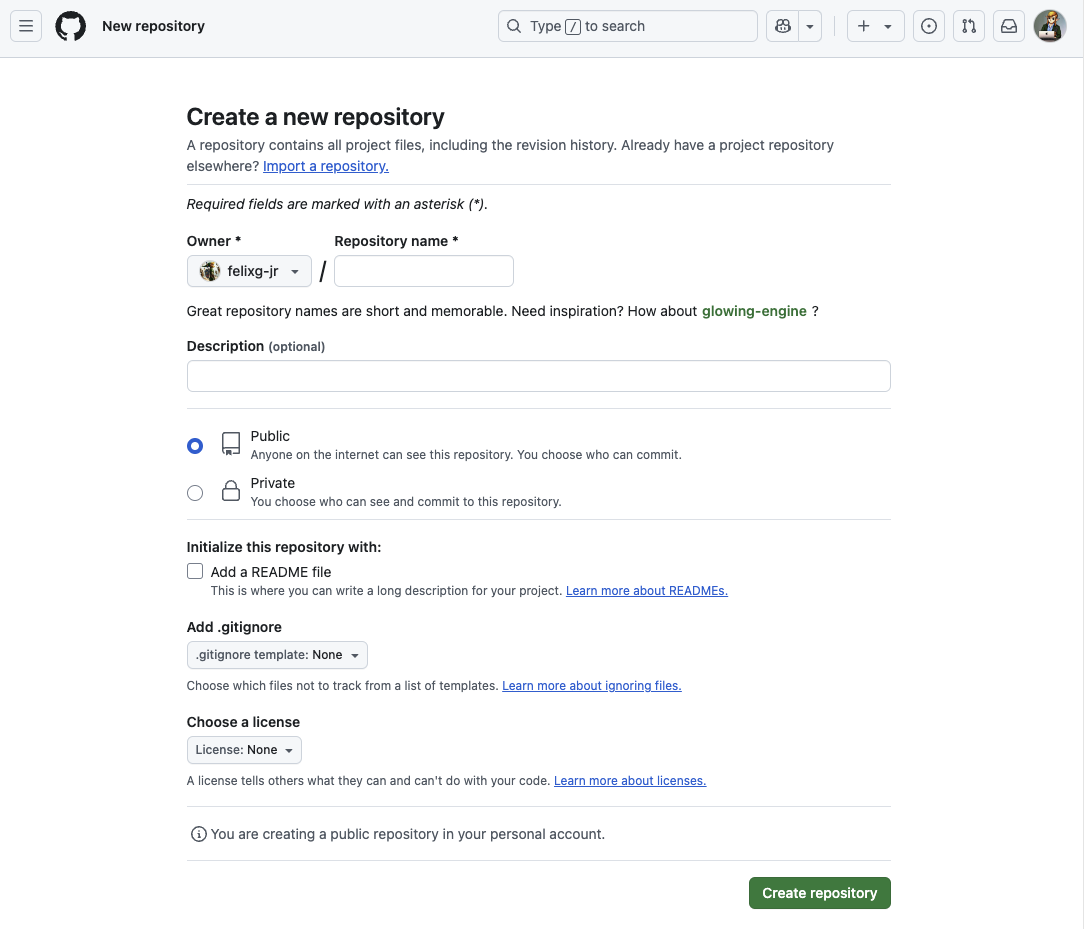 New repository
Type / to search
Create a new repository
A repository contains all project files, including the revision history. Already have a project repository
elsewhere? Import a repository.
Required fields are marked with an asterisk (*).
Owner * Repository name *
felixg-jr /
Great repository names are short and memorable. Need inspiration? How about glowing-engine ?
Description (optional)
Public
Anyone on the internet can see this repository. You choose who can commit.
Private
You choose who can see and commit to this repository.
Initialize this repository with:
Add a README file
This is where you can write a long description for your project. Learn more about READMEs.
Add .gitignore
.gitignore template: None
Choose which files not to track from a list of templates. Learn more about ignoring files.
Choose a license
License: None
A license tells others what they can and can't do with your code. Learn more about licenses.
You are creating a public repository in your personal account.
Create repository